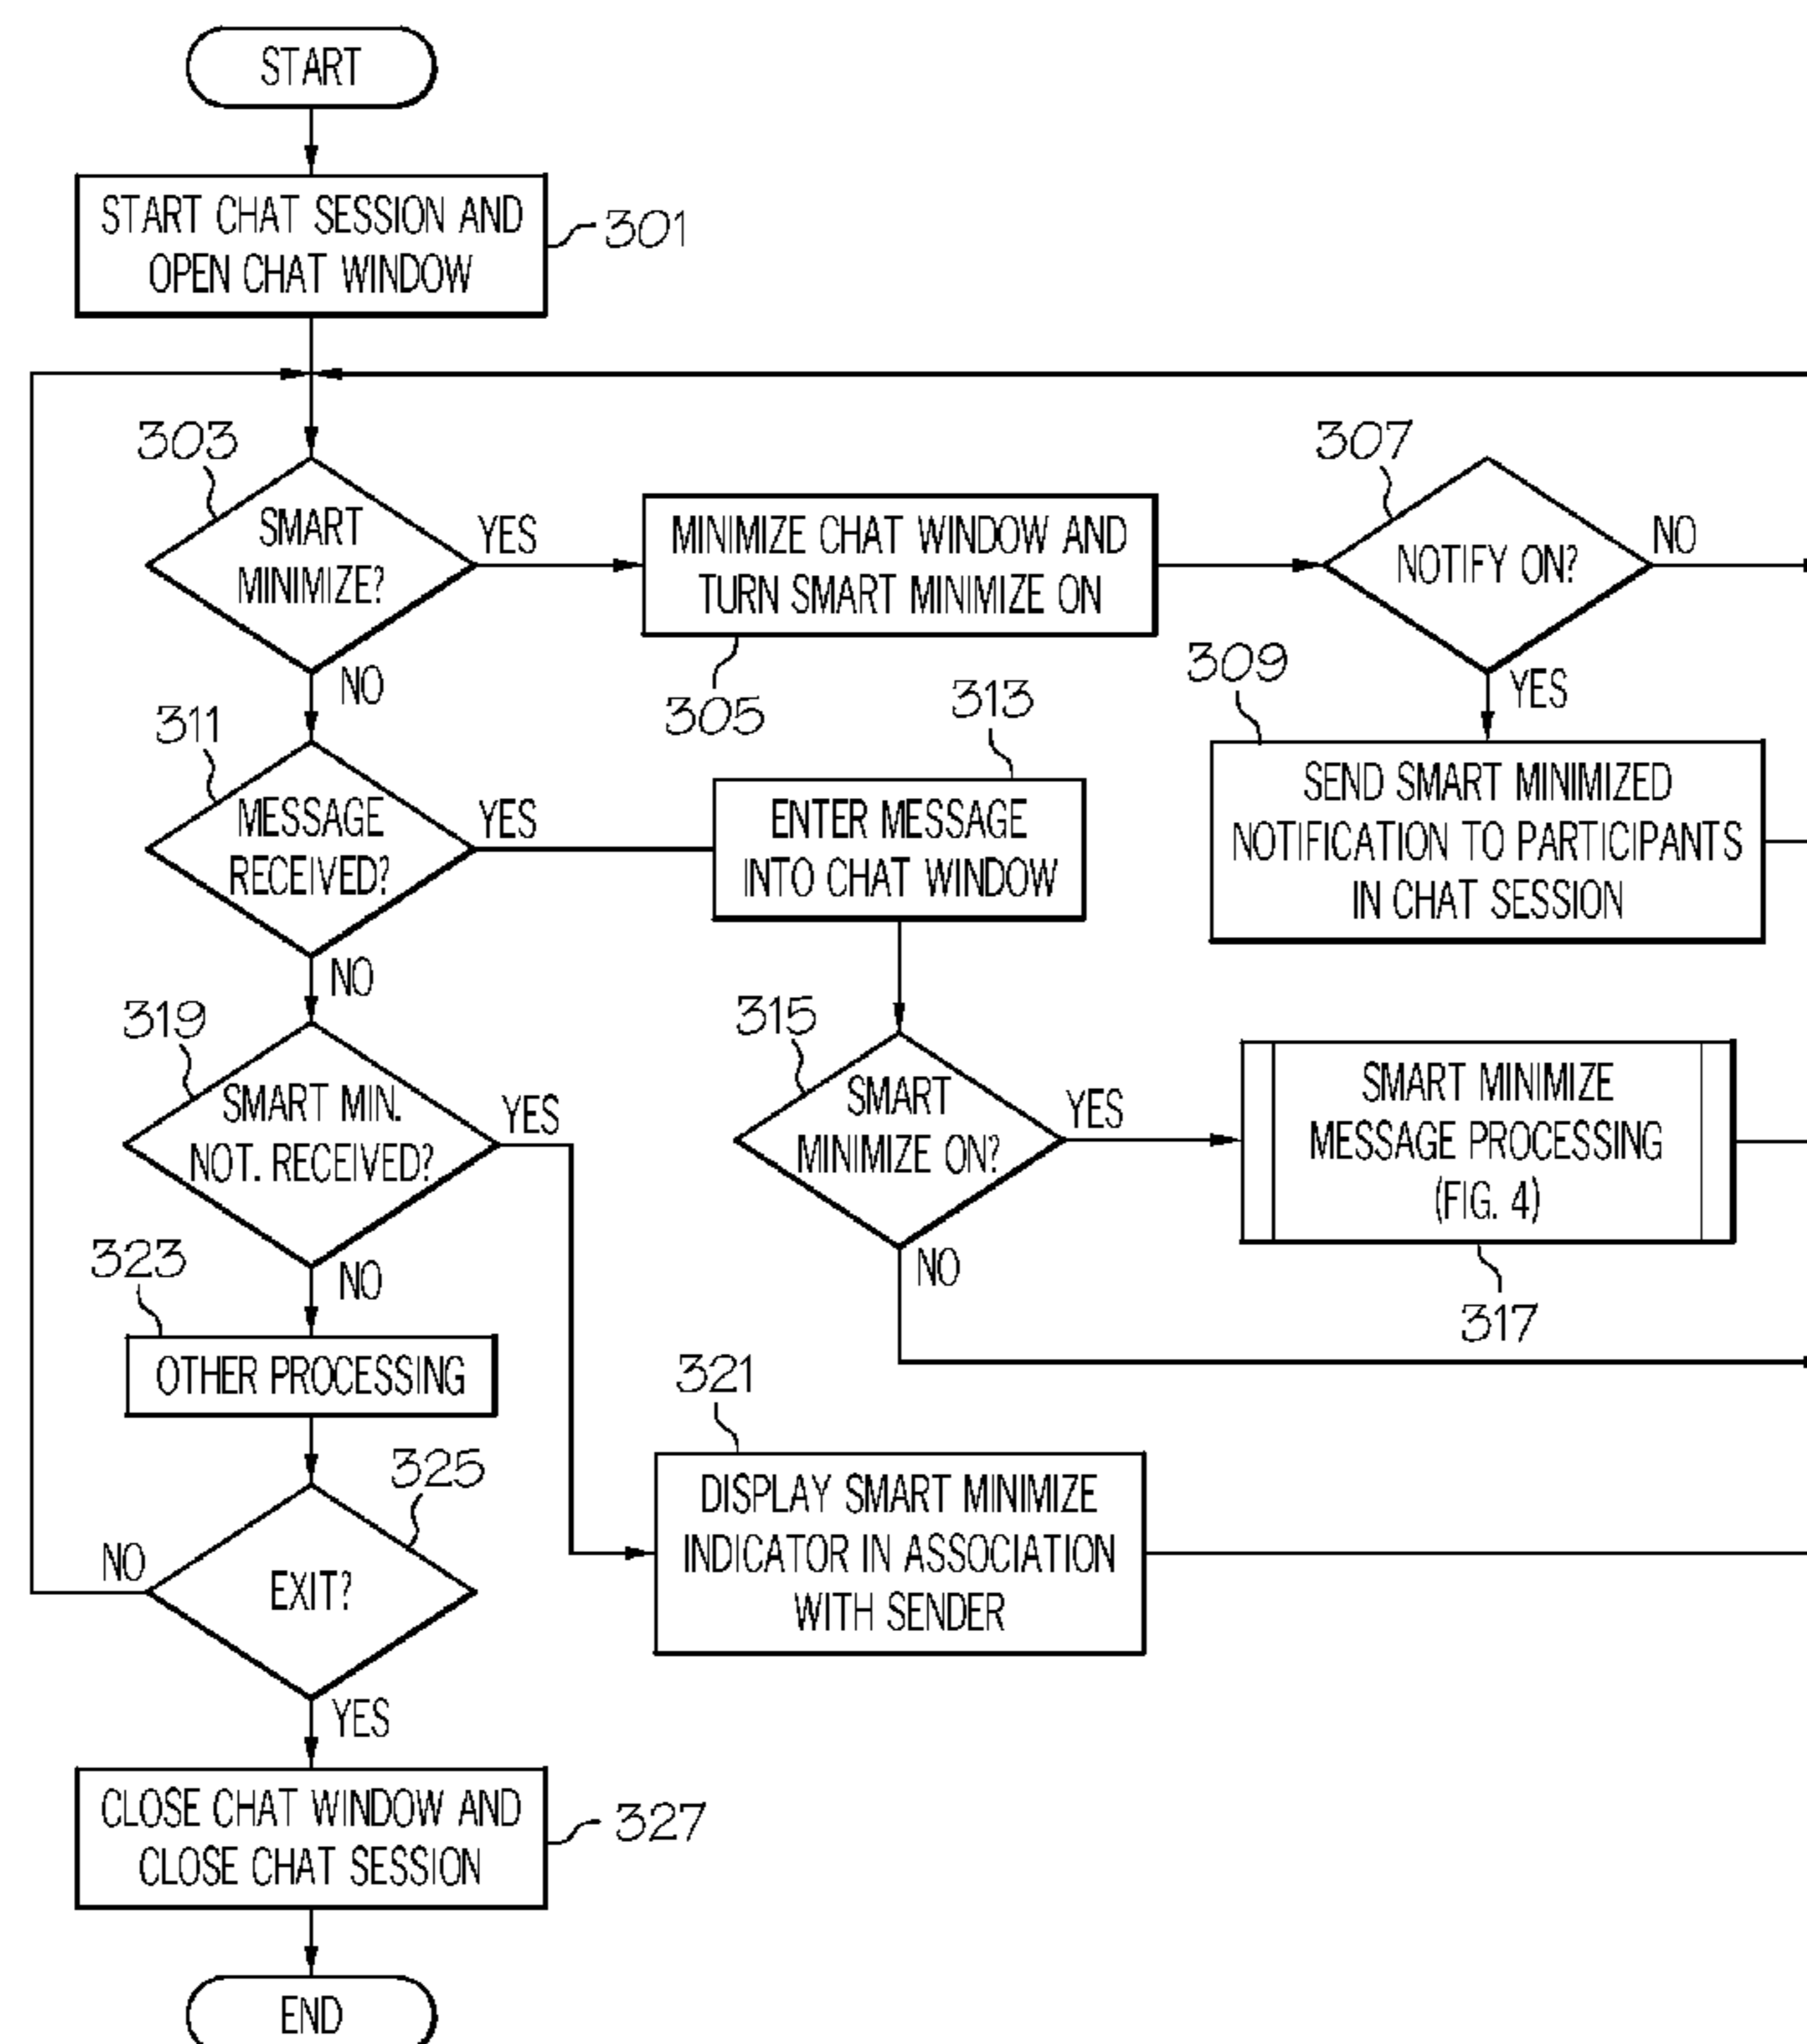 START
START CHAT SESSION AND
OPEN CHAT WINDOW
301
303
SMART
MINIMIZE?
YES
NO
MINIMIZE CHAT WINDOW AND
TURN SMART MINIMIZE ON
305
307
NOTIFY ON?
NO
YES
309
SEND SMART MINIMIZED
NOTIFICATION TO PARTICIPANTS
IN CHAT SESSION
311
MESSAGE
RECEIVED?
YES
NO
313
ENTER MESSAGE
INTO CHAT WINDOW
315
SMART
MINIMIZE ON?
YES
NO
SMART MINIMIZE
MESSAGE PROCESSING
(FIG. 4)
317
319
SMART MIN.
NOT. RECEIVED?
YES
NO
321
DISPLAY SMART MINIMIZE
INDICATOR IN ASSOCIATION
WITH SENDER
323
OTHER PROCESSING
325
EXIT?
NO
YES
CLOSE CHAT WINDOW AND
CLOSE CHAT SESSION
327
END